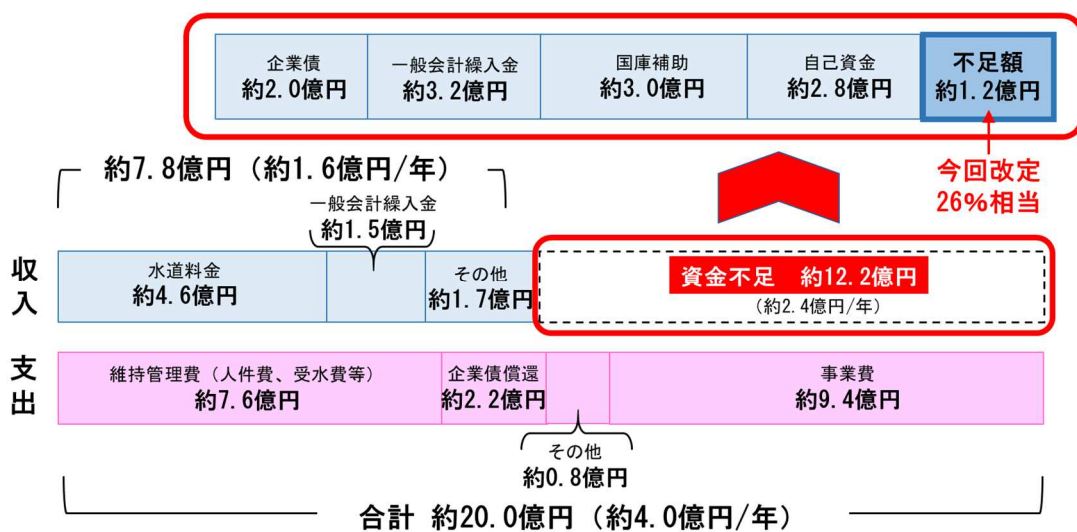 企業債
約2.0億円
一般会計繰入金
約3.2億円
国庫補助
約3.0億円
自己資金
約2.8億円
不足額
約1.2億円
今回改定
26%相当
約7.8億円（約1.6億円/年）
一般会計繰入金
約1.5億円
収入
水道料金
約4.6億円
その他
約1.7億円
資金不足　約12.2億円
（約2.4億円/年）
支出
維持管理費（人件費、受水費等）
約7.6億円
企業債償還
約2.2億円
事業費
約9.4億円
その他
約0.8億円
合計 約20.0億円（約4.0億円/年）